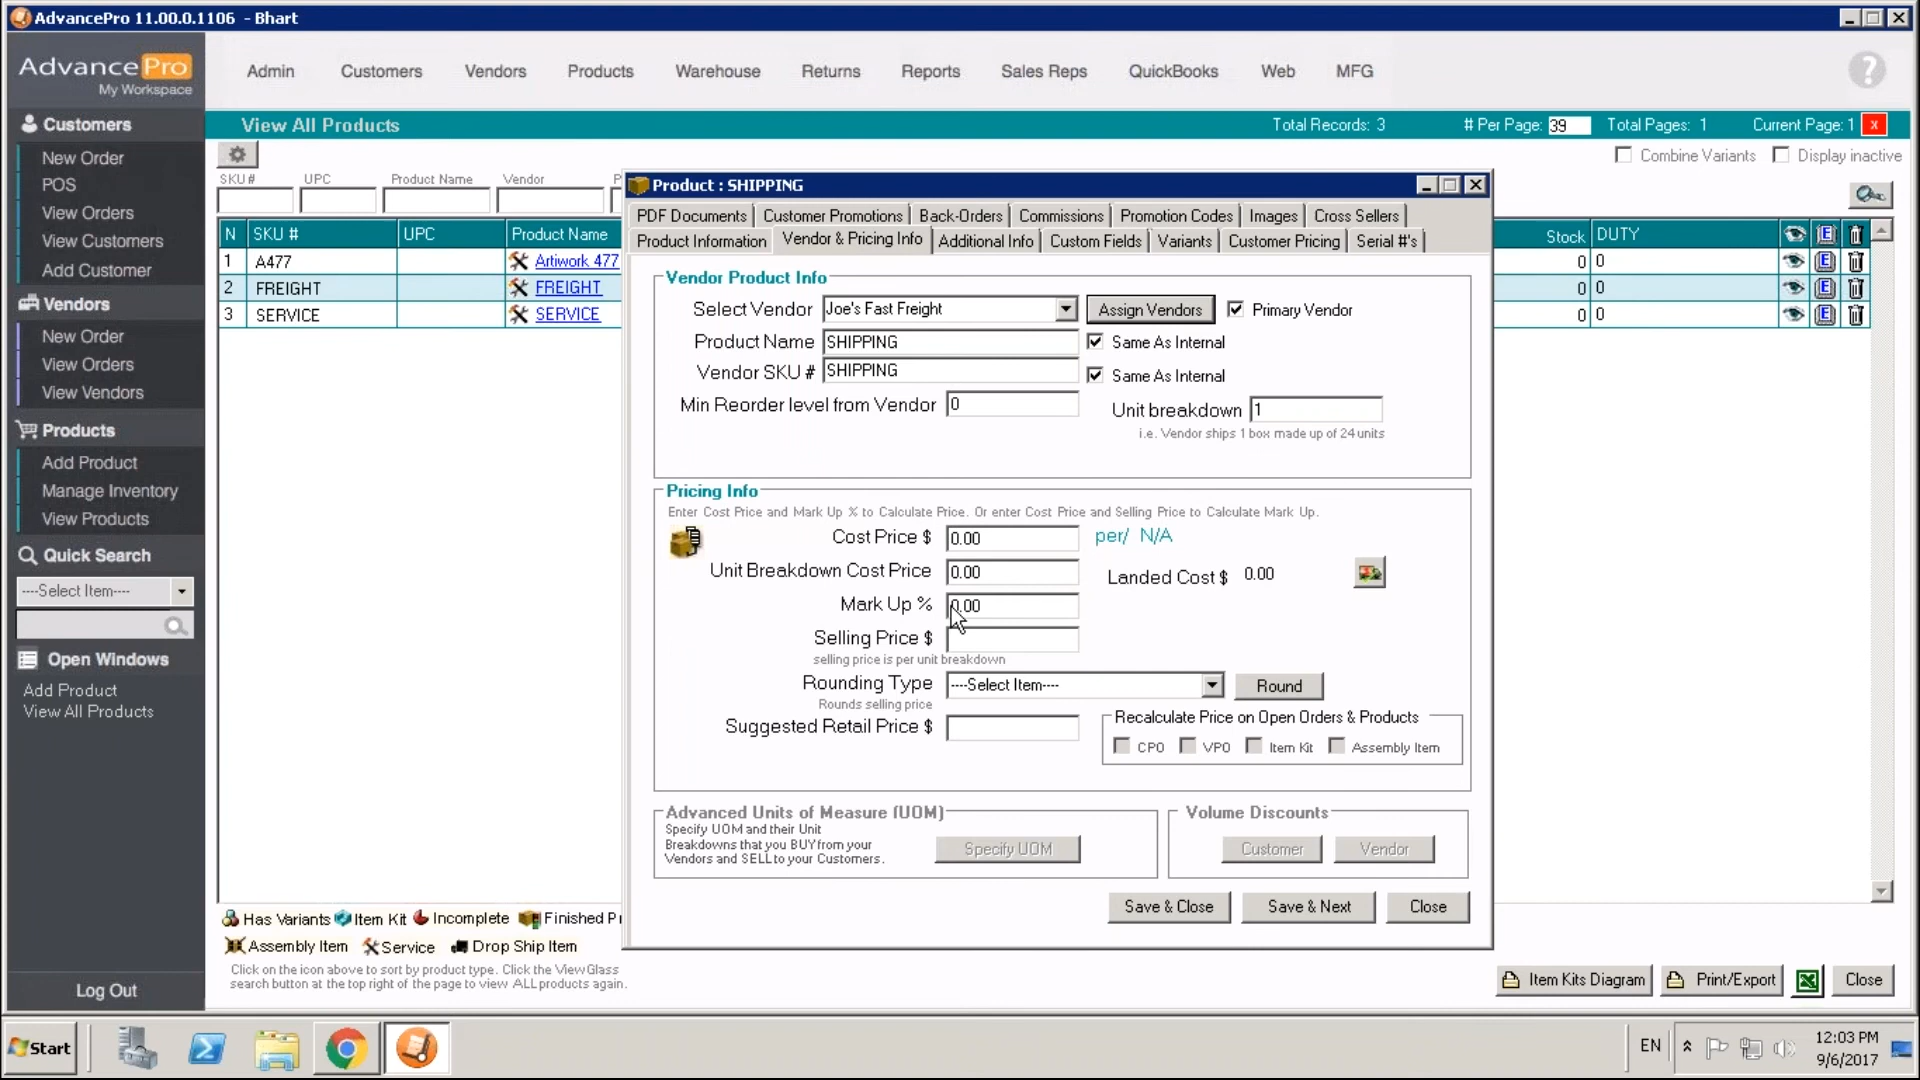 AdvancePro 11.00.0.1106 - Bhart
AdvancePro
My Workspace
Admin Customers Vendors Products Warehouse Returns Reports Sales Reps QuickBooks Web MFG
?
Customers
New Order
POS
View Orders
View Customers
Add Customer
Vendors
New Order
View Orders
View Vendors
Products
Add Product
Manage Inventory
View Products
Quick Search
----Select Item----
Open Windows
Add Product
View All Products
Log Out
View All Products Total Records: 3 # Per Page: 39 Total Pages: 1 Current Page: 1 x
Combine Variants Display inactive
SKU# UPC Product Name Vendor P
N SKU # UPC Product Name Stock DUTY
1 A477 Artiwork 477 0 0
2 FREIGHT FREIGHT 0 0
3 SERVICE SERVICE 0 0
Product : SHIPPING
PDF Documents Customer Promotions Back-Orders Commissions Promotion Codes Images Cross Sellers
Product Information Vendor & Pricing Info Additional Info Custom Fields Variants Customer Pricing Serial #'s
Vendor Product Info
Select Vendor Joe's Fast Freight Assign Vendors Primary Vendor
Product Name SHIPPING Same As Internal
Vendor SKU # SHIPPING Same As Internal
Min Reorder level from Vendor 0 Unit breakdown 1
i.e. Vendor ships 1 box made up of 24 units
Pricing Info
Enter Cost Price and Mark Up % to Calculate Price. Or enter Cost Price and Selling Price to Calculate Mark Up.
Cost Price $ 0.00 per/ N/A
Unit Breakdown Cost Price 0.00 Landed Cost $ 0.00
Mark Up % 0.00
Selling Price $
selling price is per unit breakdown
Rounding Type ----Select Item---- Round
Rounds selling price
Suggested Retail Price $
Recalculate Price on Open Orders & Products
CPO VPO Item Kit Assembly Item
Advanced Units of Measure (UOM)
Specify UOM and their Unit
Breakdowns that you BUY from your
Vendors and SELL to your Customers.
Specify UOM
Volume Discounts
Customer Vendor
Save & Close Save & Next Close
Has Variants Item Kit Incomplete Finished Pr
Assembly Item Service Drop Ship Item
Click on the icon above to sort by product type. Click the ViewGlass
search button at the top right of the page to view ALL products again.
Item Kits Diagram Print/Export Close
Start
EN
12:03 PM
9/6/2017